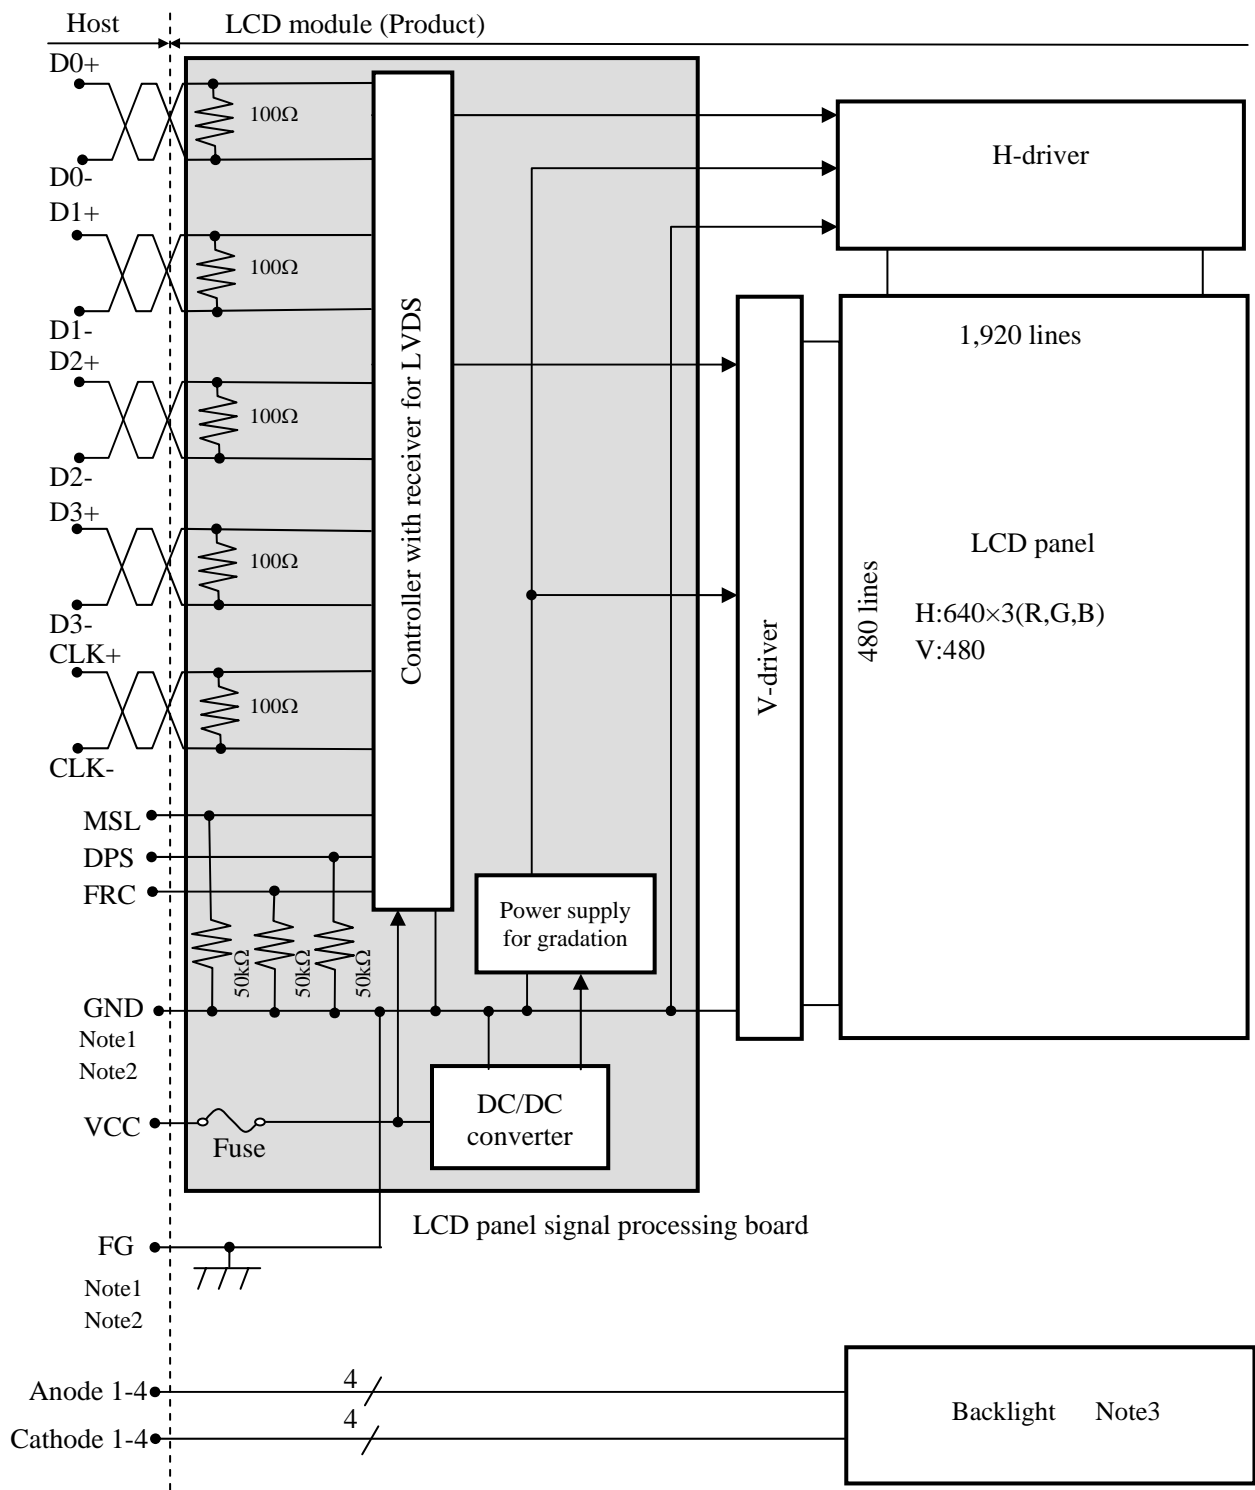 Host
LCD module (Product)
D0+
100Ω
D0-
D1+
100Ω
D1-
D2+
100Ω
D2-
D3+
100Ω
D3-
CLK+
100Ω
CLK-
MSL
DPS
FRC
50kΩ
50kΩ
50kΩ
GND
Note1
Note2
VCC
Fuse
FG
Note1
Note2
Anode 1-4
4
Cathode 1-4
4
Controller with receiver for LVDS
Power supply
for gradation
DC/DC
converter
LCD panel signal processing board
H-driver
V-driver
1,920 lines
480 lines
LCD panel
H:640×3(R,G,B)
V:480
Backlight Note3